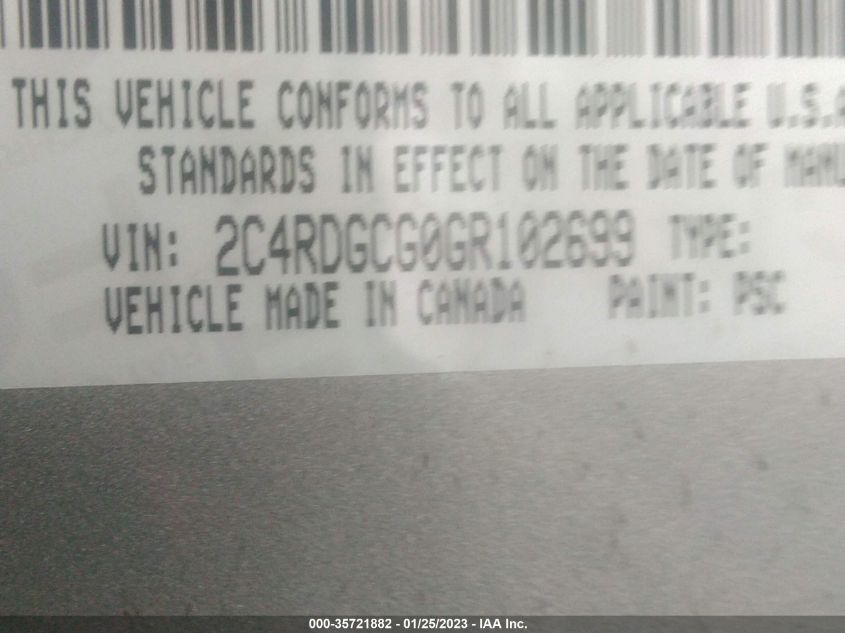 THIS VEHICLE CONFORMS TO ALL APPLICABLE U.S.A
STANDARDS IN EFFECT ON THE DATE OF MANU
VIN: 2C4RDGCG0GR102699 TYPE:
VEHICLE MADE IN CANADA PAINT: PSC
000-35721882 - 01/25/2023 - IAA Inc.